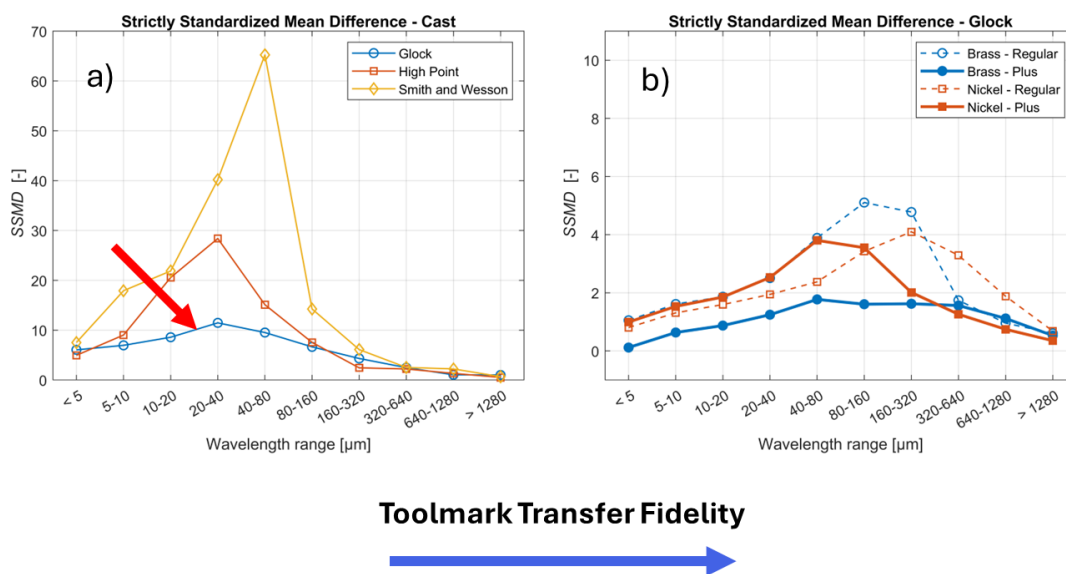 Strictly Standardized Mean Difference - Cast
a)
Glock
High Point
Smith and Wesson
70
60
50
40
30
20
10
0
SSMD [-]
< 5
5-10
10-20
20-40
40-80
80-160
160-320
320-640
640-1280
> 1280
Wavelength range [µm]
Strictly Standardized Mean Difference - Glock
b)
Brass - Regular
Brass - Plus
Nickel - Regular
Nickel - Plus
10
8
6
4
2
0
SSMD [-]
< 5
5-10
10-20
20-40
40-80
80-160
160-320
320-640
640-1280
> 1280
Wavelength range [µm]
Toolmark Transfer Fidelity